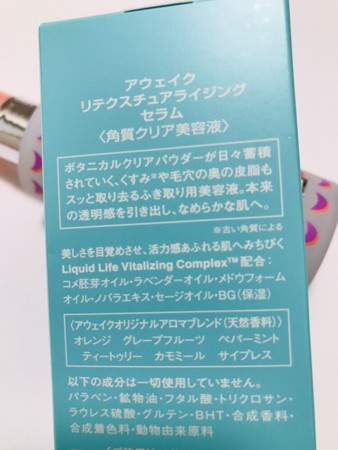 アウェイク
リテクスチュアライジング
セラム
〈角質クリア美容液〉
ボタニカルクリアパウダーが日々蓄積
されていく、くすみ※や毛穴の奥の皮脂も
スッと取り去るふき取り用美容液。本来
の透明感を引き出し、なめらかな肌へ。
※古い角質による
美しさを目覚めさせ、活力感あふれる肌へみちびく
Liquid Life Vitalizing Complex™配合：
コメ胚芽オイル・ラベンダーオイル・メドウフォーム
オイル・ノバラエキス・セージオイル・BG（保湿）
〈アウェイクオリジナルアロマブレンド（天然香料）〉
オレンジ グレープフルーツ ペパーミント
ティートゥリー カモミール サイプレス
以下の成分は一切使用していません。
パラベン・鉱物油・フタル酸・トリクロサン・
ラウレス硫酸・グルテン・BHT・合成香料・
合成着色料・動物由来原料